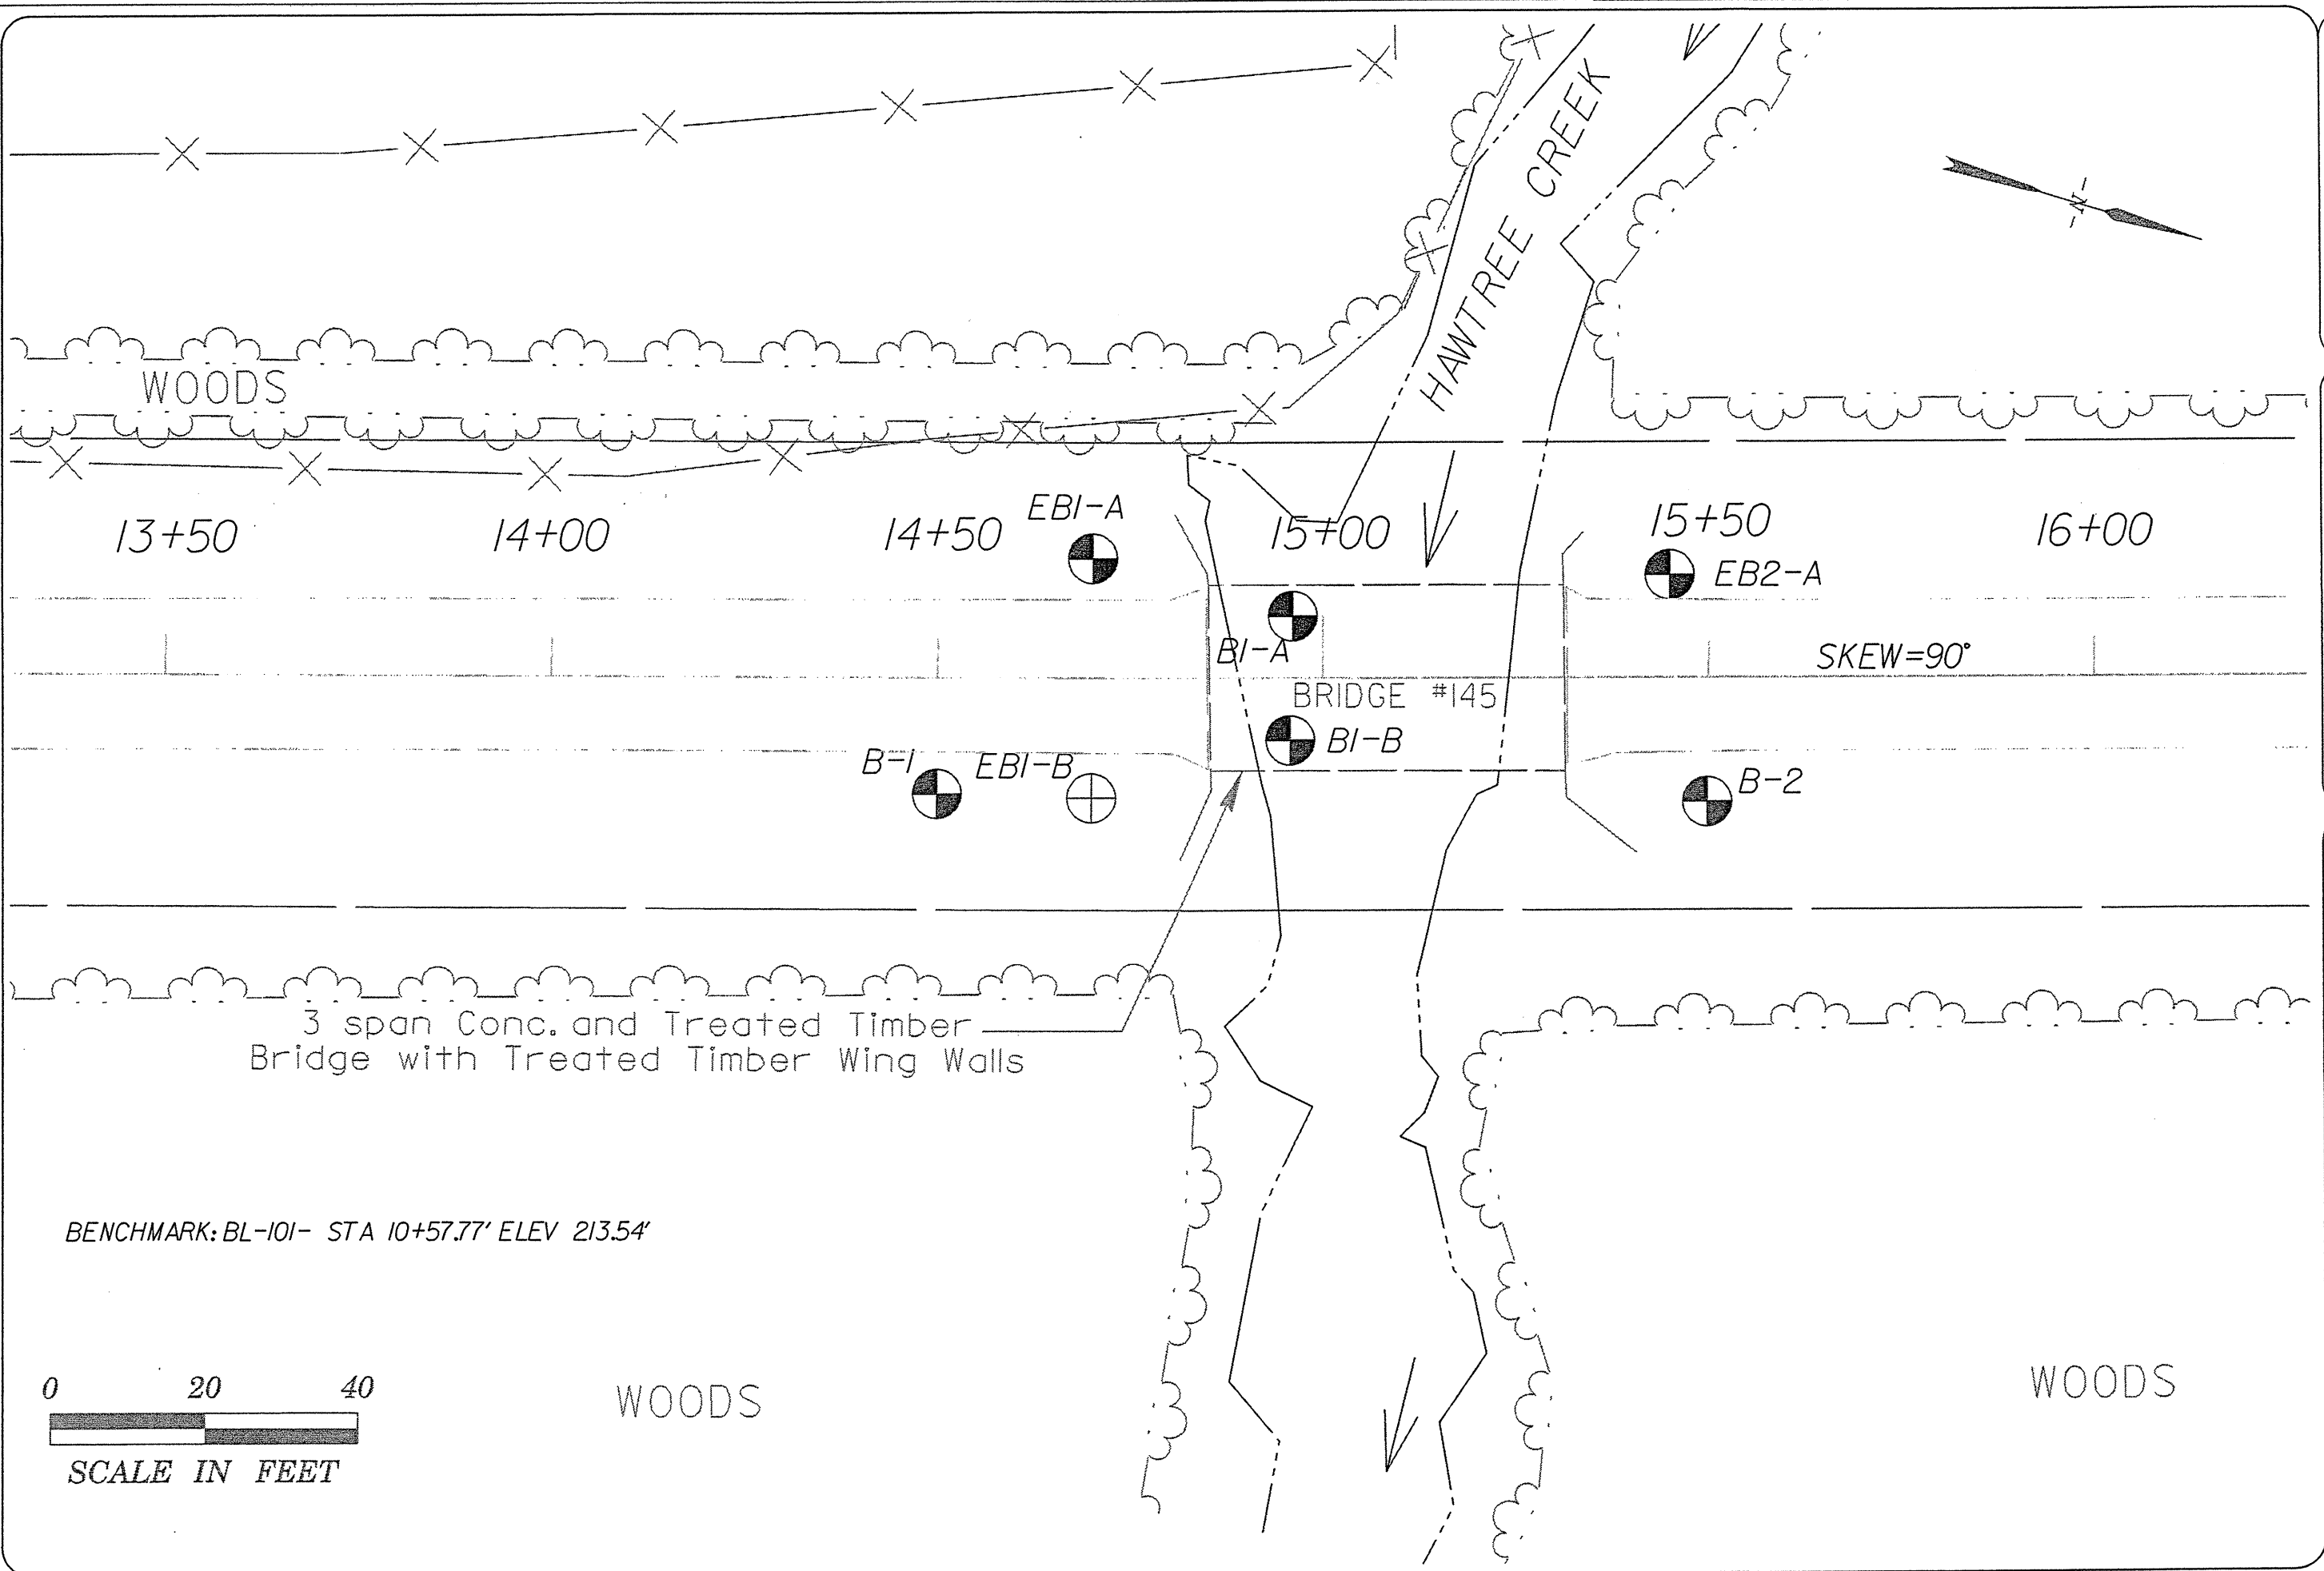 HAWTREE CREEK
N
WOODS
13+50
14+00
14+50
EB1-A
15+00
15+50
16+00
EB2-A
B1-A
SKEW=90°
BRIDGE #145
B1-B
B-1
EB1-B
B-2
3 span Conc. and Treated Timber
Bridge with Treated Timber Wing Walls
BENCHMARK: BL-101- STA 10+57.77' ELEV 213.54'
0 20 40
SCALE IN FEET
WOODS
WOODS